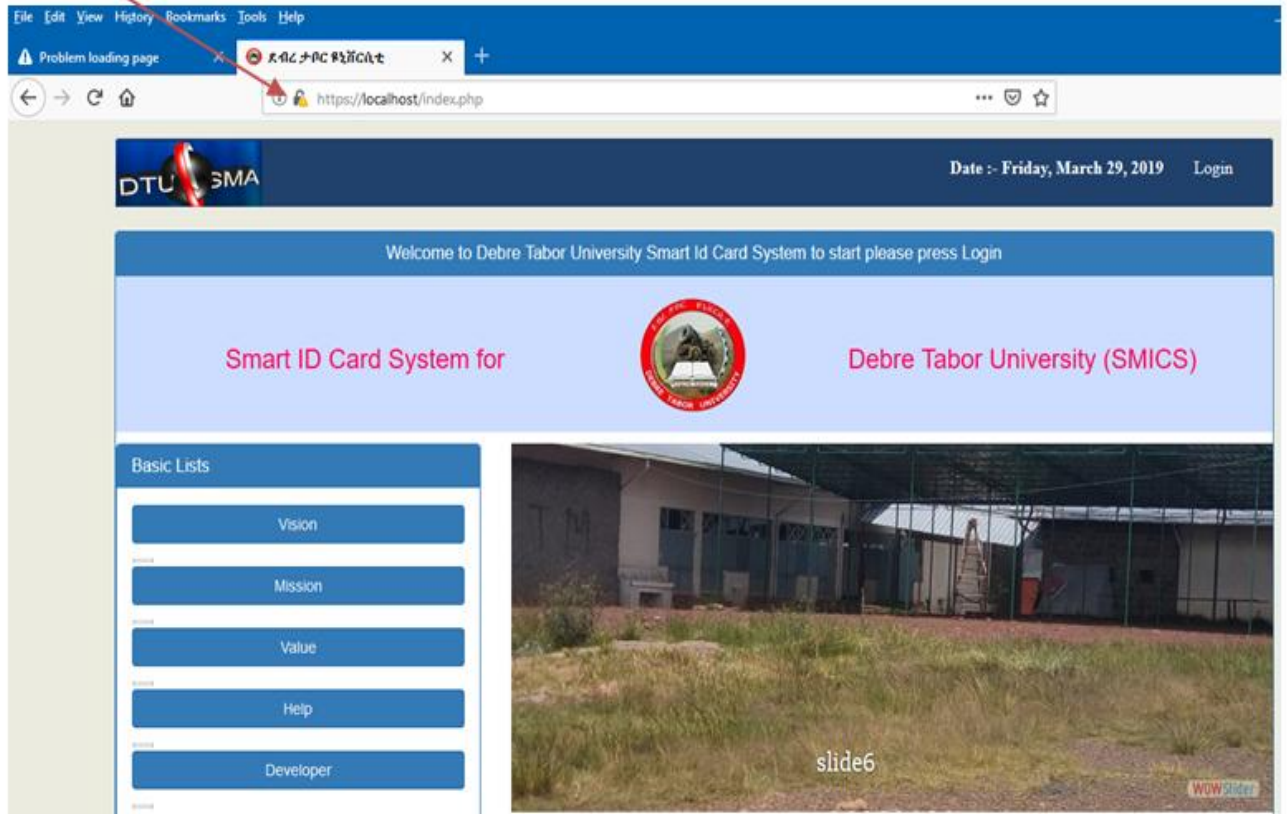 File Edit View History Bookmarks Tools Help
Problem loading page
ደብረ ታቦር ዩኒቨርሲቲ
https://localhost/index.php
DTU SMA
Date :- Friday, March 29, 2019 Login
Welcome to Debre Tabor University Smart Id Card System to start please press Login
Smart ID Card System for
DEBRE TABOR UNIVERSITY
Debre Tabor University (SMICS)
Basic Lists
Vision
Mission
Value
Help
Developer
slide6
WOWSlider